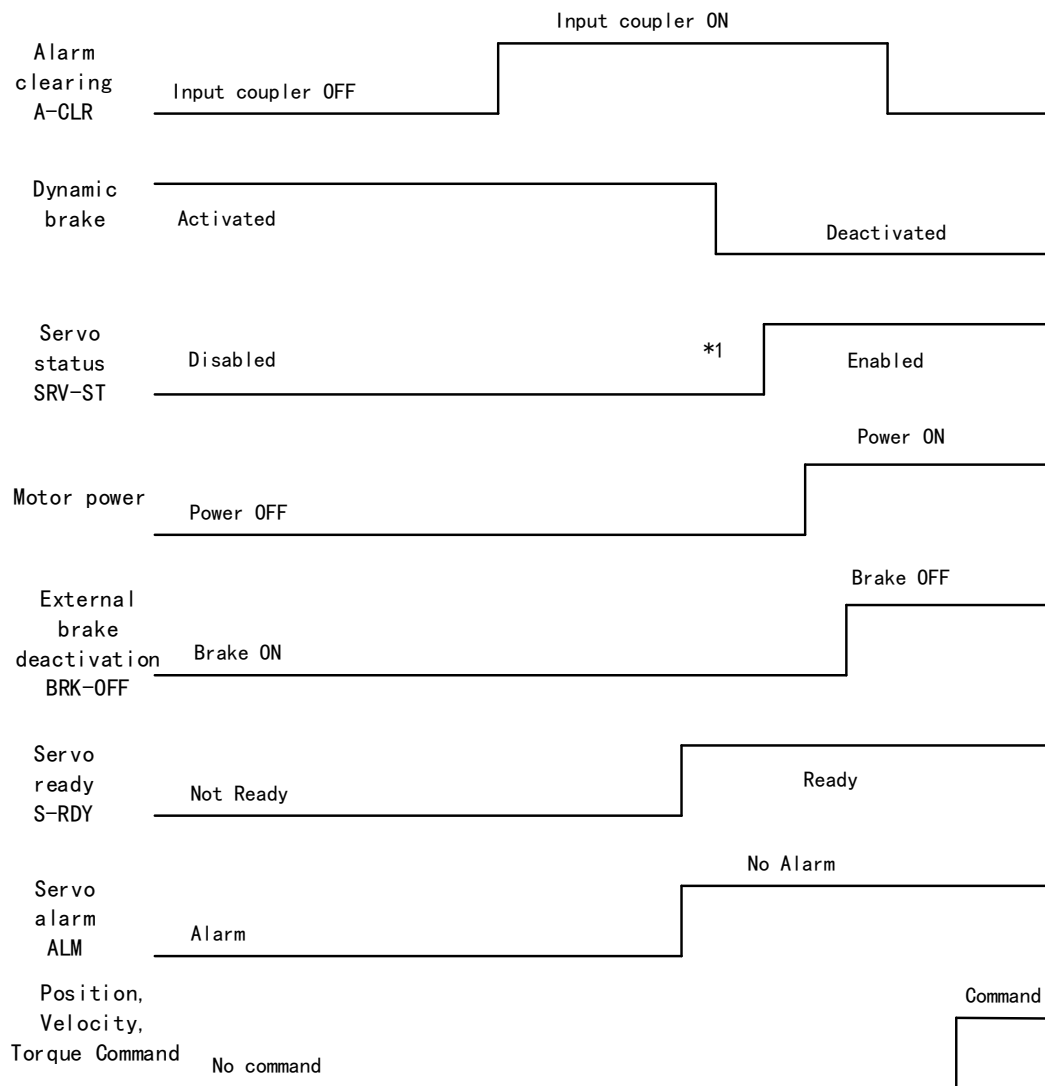 Input coupler ON
Alarm
clearing
A-CLR
Input coupler OFF
Dynamic
brake
Activated
Deactivated
Servo
status
SRV-ST
Disabled
*1
Enabled
Power ON
Motor power
Power OFF
Brake OFF
External
brake
deactivation
BRK-OFF
Brake ON
Servo
ready
S-RDY
Not Ready
Ready
No Alarm
Servo
alarm
ALM
Alarm
Position,
Velocity,
Torque Command
No command
Command